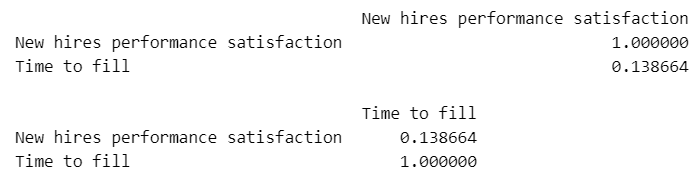 New hires performance satisfaction
New hires performance satisfaction 1.000000
Time to fill 0.138664
Time to fill
New hires performance satisfaction 0.138664
Time to fill 1.000000